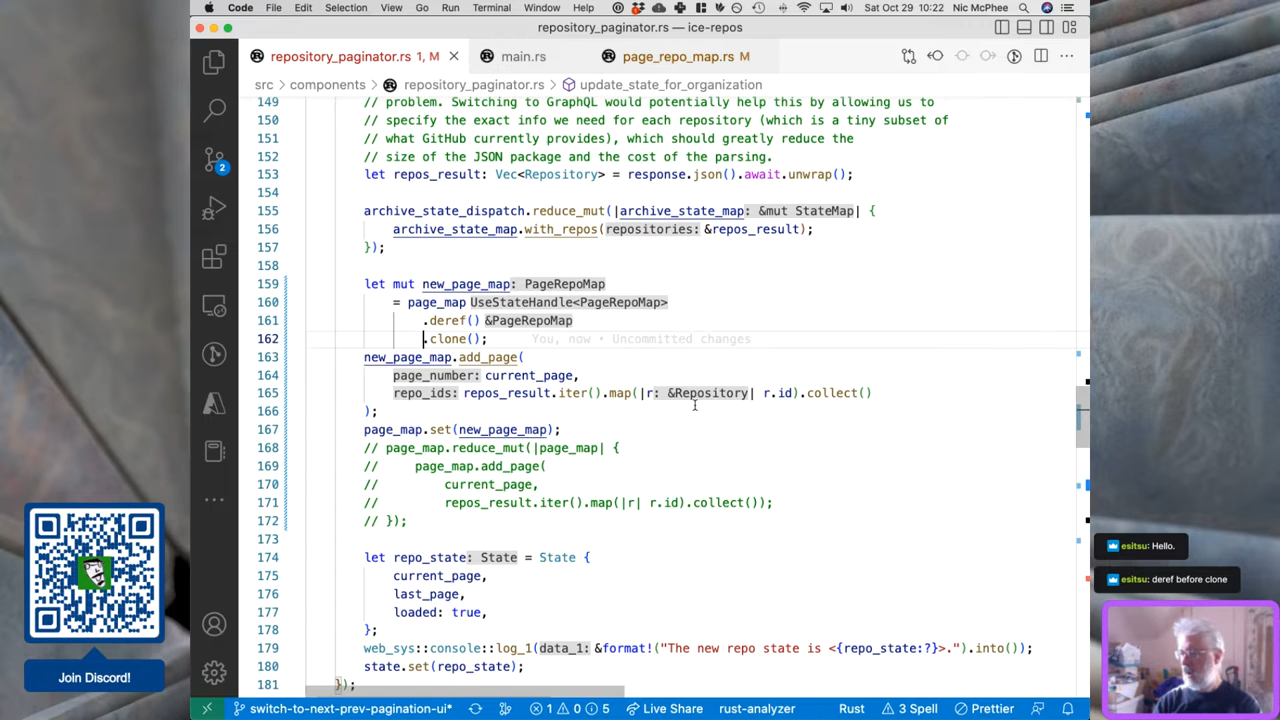 Code File Edit Selection View Go Run Terminal Window Help Sat Oct 29 10:22 Nic McPhee
repository_paginator.rs — ice-repos
repository_paginator.rs 1, M main.rs page_repo_map.rs M
src > components > repository_paginator.rs > update_state_for_organization
149 // problem. Switching to GraphQL would potentially help this by allowing us to
150 // specify the exact info we need for each repository (which is a tiny subset of
151 // what GitHub currently provides), which should greatly reduce the
152 // size of the JSON package and the cost of the parsing.
153 let repos_result: Vec<Repository> = response.json().await.unwrap();
154
155 archive_state_dispatch.reduce_mut(|archive_state_map: &mut StateMap| {
156 archive_state_map.with_repos(repositories: &repos_result);
157 });
158
159 let mut new_page_map: PageRepoMap
160 = page_map UseStateHandle<PageRepoMap>
161 .deref() &PageRepoMap
162 .clone(); You, now • Uncommitted changes
163 new_page_map.add_page(
164 page_number: current_page,
165 repo_ids: repos_result.iter().map(|r: &Repository| r.id).collect()
166 );
167 page_map.set(new_page_map);
168 // page_map.reduce_mut(|page_map| {
169 // page_map.add_page(
170 // current_page,
171 // repos_result.iter().map(|r| r.id).collect());
172 // });
173
174 let repo_state: State = State {
175 current_page,
176 last_page,
177 loaded: true,
178 };
179 web_sys::console::log_1(data_1: &format!("The new repo state is <{repo_state:?}>.").into());
180 state.set(repo_state);
181 });
2
Join Discord!
esitsu: Hello.
esitsu: deref before clone
switch-to-next-prev-pagination-ui* 1 0 5 Live Share rust-analyzer Rust 3 Spell Prettier